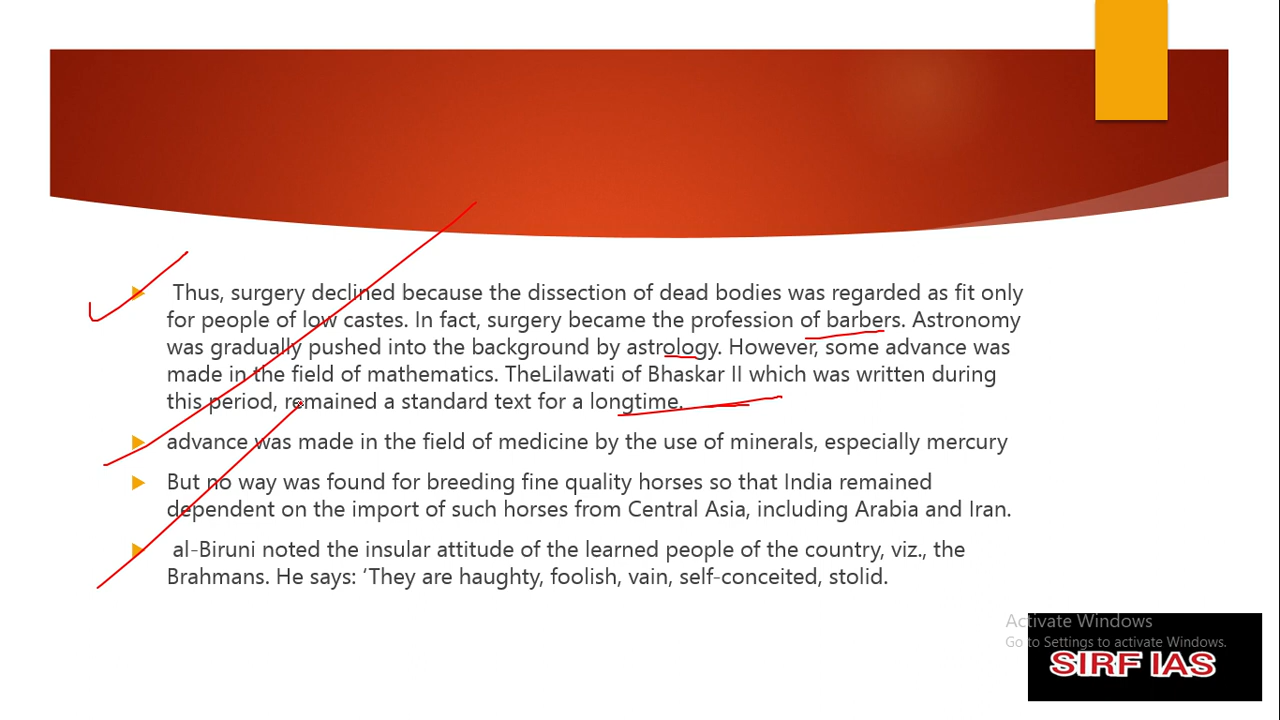 Thus, surgery declined because the dissection of dead bodies was regarded as fit only
for people of low castes. In fact, surgery became the profession of barbers. Astronomy
was gradually pushed into the background by astrology. However, some advance was
made in the field of mathematics. TheLilawati of Bhaskar II which was written during
this period, remained a standard text for a longtime.
advance was made in the field of medicine by the use of minerals, especially mercury
But no way was found for breeding fine quality horses so that India remained
dependent on the import of such horses from Central Asia, including Arabia and Iran.
al-Biruni noted the insular attitude of the learned people of the country, viz., the
Brahmans. He says: ‘They are haughty, foolish, vain, self-conceited, stolid.
Activate Windows
Go to Settings to activate Windows.
SIRF IAS